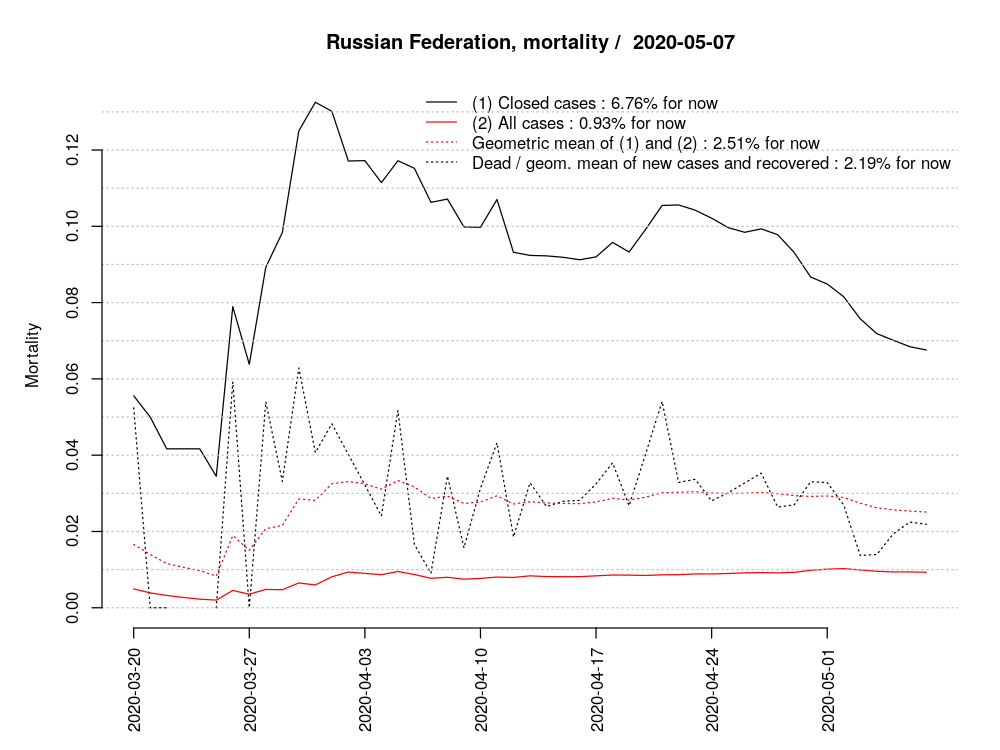 Russian Federation, mortality /  2020-05-07
(1) Closed cases : 6.76% for now
(2) All cases : 0.93% for now
Geometric mean of (1) and (2) : 2.51% for now
Dead / geom. mean of new cases and recovered : 2.19% for now
Mortality
0.12
0.10
0.08
0.06
0.04
0.02
0.00
2020-03-20
2020-03-27
2020-04-03
2020-04-10
2020-04-17
2020-04-24
2020-05-01